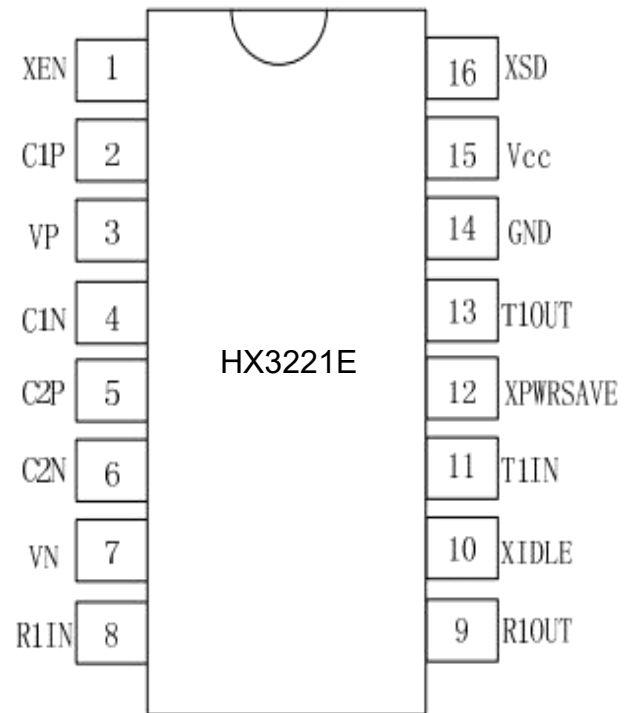 XEN 1 16 XSD
C1P 2 15 Vcc
VP 3 14 GND
C1N 4 13 T1OUT
HX3221E
C2P 5 12 XPWRSAVE
C2N 6 11 T1IN
VN 7 10 XIDLE
R1IN 8 9 R1OUT